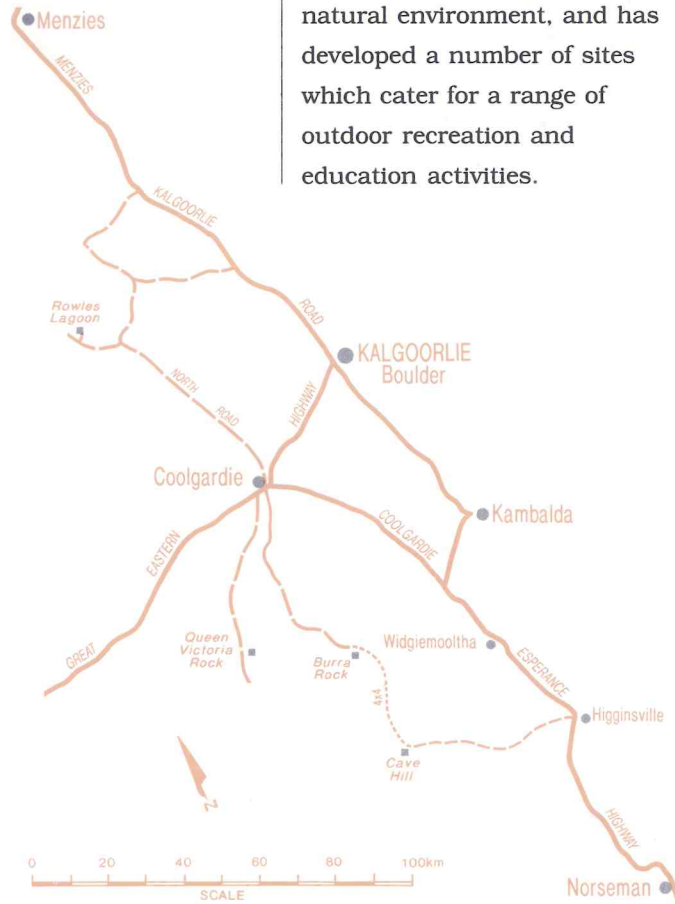 natural environment, and has
developed a number of sites
which cater for a range of
outdoor recreation and
education activities.
Menzies
MENZIES
KALGOORLIE
ROAD
Rowles
Lagoon
KALGOORLIE
Boulder
NORTH
ROAD
HIGHWAY
Coolgardie
Kambalda
COOLGARDIE
EASTERN
GREAT
Queen
Victoria
Rock
Burra
Rock
Widgiemooltha
ESPERANCE
4x4
Higginsville
Cave
Hill
N
HIGHWAY
Norseman
0 20 40 60 80 100km
SCALE